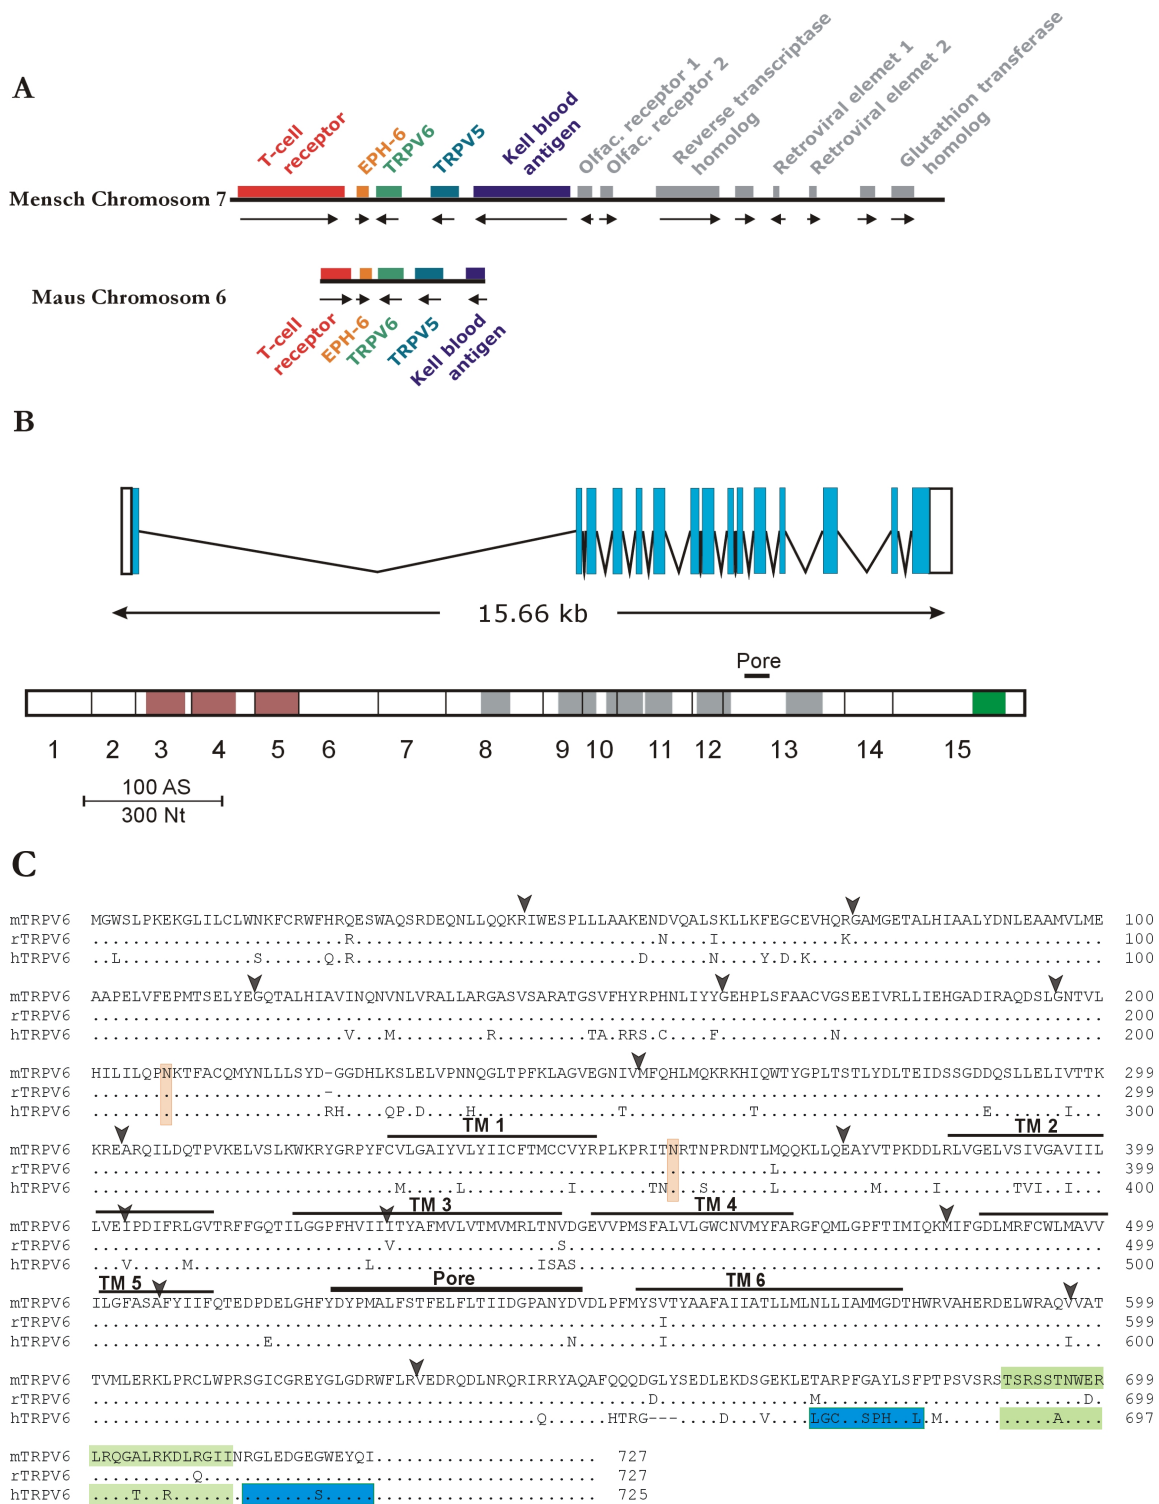 A
T-cell
receptor
EPH-6
TRPV6
TRPV5
Kell blood
antigen
Olfac. receptor 1
Olfac. receptor 2
Reverse transcriptase
homolog
Retroviral elemet 1
Retroviral elemet 2
Glutathion transferase
homolog
Mensch Chromosom 7
Maus Chromosom 6
T-cell
receptor
EPH-6
TRPV6
TRPV5
Kell blood
antigen
B
15.66 kb
Pore
1 2 3 4 5 6 7 8 9 10 11 12 13 14 15
100 AS
300 Nt
C
mTRPV6 MGWSLPKEKGLILCLWNKFCRWFHRQESWAQSRDEQNLLQQKRIWESPLLLAAKENDVQALSKLLKFEGCEVHQRGAMGETALHIAALYDNLEAAMVLME 100
rTRPV6 .........................R..............................N....I............K......................... 100
hTRPV6 ..L.............S......Q.R............................D......N....Y.D.K............................. 100
mTRPV6 AAPELVFEPMTSELYEGQTALHIAVINQNVNLVRALLARGASVSARATGSVFHYRPHNLIYYGEHPLSFAACVGSEEIVRLLIEHGADIRAQDSLGNTVL 200
rTRPV6 .................................................................................................... 200
hTRPV6 .........................V...M.........R.........TA.RRS.C....F...........N.......................... 200
mTRPV6 HILILQPNKTFACQMYNLLLSYD-GGDHLKSLELVPNNQGLTPFKLAGVEGNIVMFQHLMQKRKHIQWTYGPLTSTLYDLTEIDSSGDDQSLLELIVTTK 299
rTRPV6 .......................-............................................................................ 299
hTRPV6 .......................RH....QP.D....H..............T............T......................E.......I... 300
TM 1
TM 2
mTRPV6 KREARQILDQTPVKELVSLKWKRYGRPYFCVLGAIYVLYIICFTMCCVYRPLKPRITNRTNPRDNTLMQQKLLQEAYVTPKDDLRLVGELVSIVGAVIIL 399
rTRPV6 ...................................................................L................................ 399
hTRPV6 ..............................M.....L..........I.......TN...S......L.........M.....I.......TVI..I... 400
TM 3
TM 4
mTRPV6 LVEIPDIFRLGVTRFFGQTILGGPFHVIIITYAFMVLVTMVMRLTNVDGEVVPMSFALVLGWCNVMYFARGFQMLGPFTIMIQKMIFGDLMRFCWLMAVV 499
rTRPV6 .............................V................S..................................................... 499
hTRPV6 ...V.....M.................L................ISAS.................................................... 500
TM 5
Pore
TM 6
mTRPV6 ILGFASAFYIIFQTEDPDELGHFYDYPMALFSTFELFLTIIDGPANYDVDLPFMYSVTYAAFAIIATLLMLNLLIAMMGDTHWRVAHERDELWRAQVVAT 599
rTRPV6 ........................................................I........................................... 599
hTRPV6 .................E.............................N........I.......................................I... 600
mTRPV6 TVMLERKLPRCLWPRSGICGREYGLGDRWFLRVEDRQDLNRQRIRRYAQAFQQQDGLYSEDLEKDSGEKLETARPFGAYLSFPTPSVSRSTSRSSTNWER 699
rTRPV6 .......................................................D...............M..........................D. 699
hTRPV6 ............................................Q......HTRG---....D...V....LGC..SPH..L.M...........A.... 697
mTRPV6 LRQGALRKDLRGIINRGLEDGEGWEYQI...................... 727
rTRPV6 ..........Q....................................... 727
hTRPV6 ....T..R..............S........................... 725